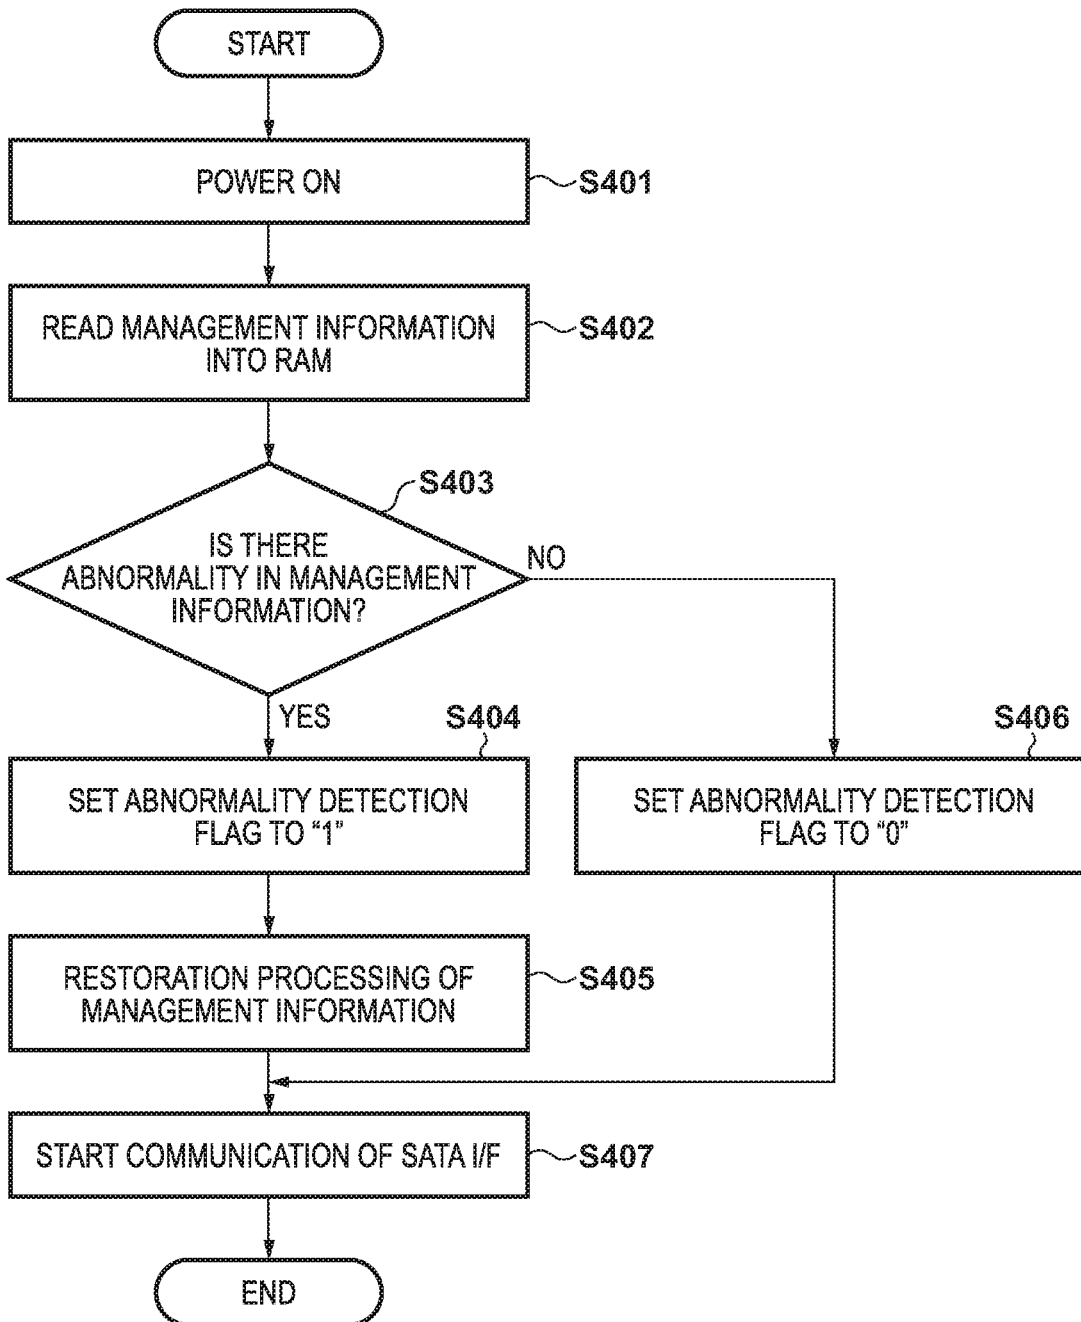 START
POWER ON
S401
READ MANAGEMENT INFORMATION
INTO RAM
S402
S403
IS THERE
ABNORMALITY IN MANAGEMENT
INFORMATION?
NO
YES
S404
SET ABNORMALITY DETECTION
FLAG TO “1”
S406
SET ABNORMALITY DETECTION
FLAG TO “0”
RESTORATION PROCESSING OF
MANAGEMENT INFORMATION
S405
START COMMUNICATION OF SATA I/F
S407
END